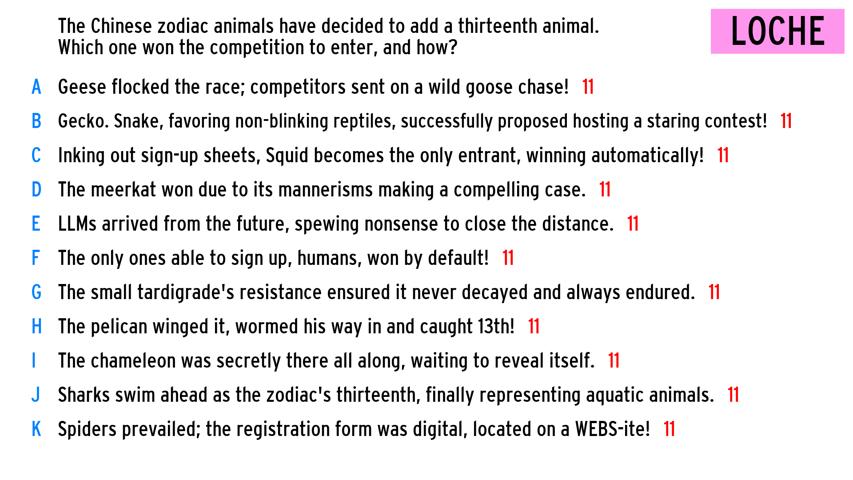 The Chinese zodiac animals have decided to add a thirteenth animal.
Which one won the competition to enter, and how?
LOCHE
A Geese flocked the race; competitors sent on a wild goose chase! 11
B Gecko. Snake, favoring non-blinking reptiles, successfully proposed hosting a staring contest! 11
C Inking out sign-up sheets, Squid becomes the only entrant, winning automatically! 11
D The meerkat won due to its mannerisms making a compelling case. 11
E LLMs arrived from the future, spewing nonsense to close the distance. 11
F The only ones able to sign up, humans, won by default! 11
G The small tardigrade's resistance ensured it never decayed and always endured. 11
H The pelican winged it, wormed his way in and caught 13th! 11
I The chameleon was secretly there all along, waiting to reveal itself. 11
J Sharks swim ahead as the zodiac's thirteenth, finally representing aquatic animals. 11
K Spiders prevailed; the registration form was digital, located on a WEBS-ite! 11